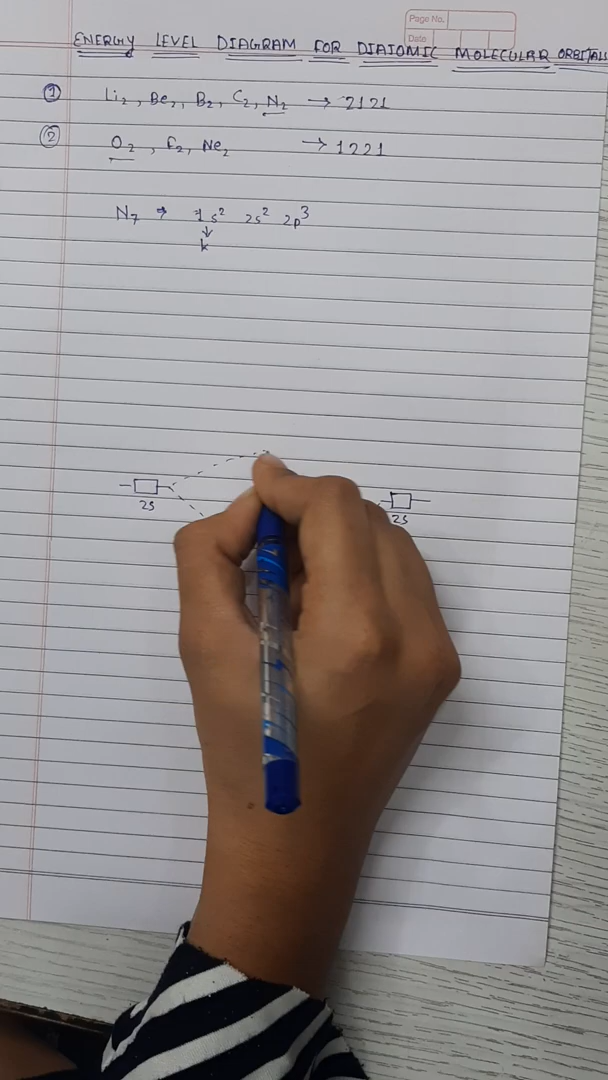 Page No.
Date
ENERGY LEVEL DIAGRAM FOR DIATOMIC MOLECULAR ORBITALS
① Li₂, Be₂, B₂, C₂, N₂ → 2121
② O₂, F₂, Ne₂ → 1221
N₇ → 1s² 2s² 2p³
↓
k
2s
2s